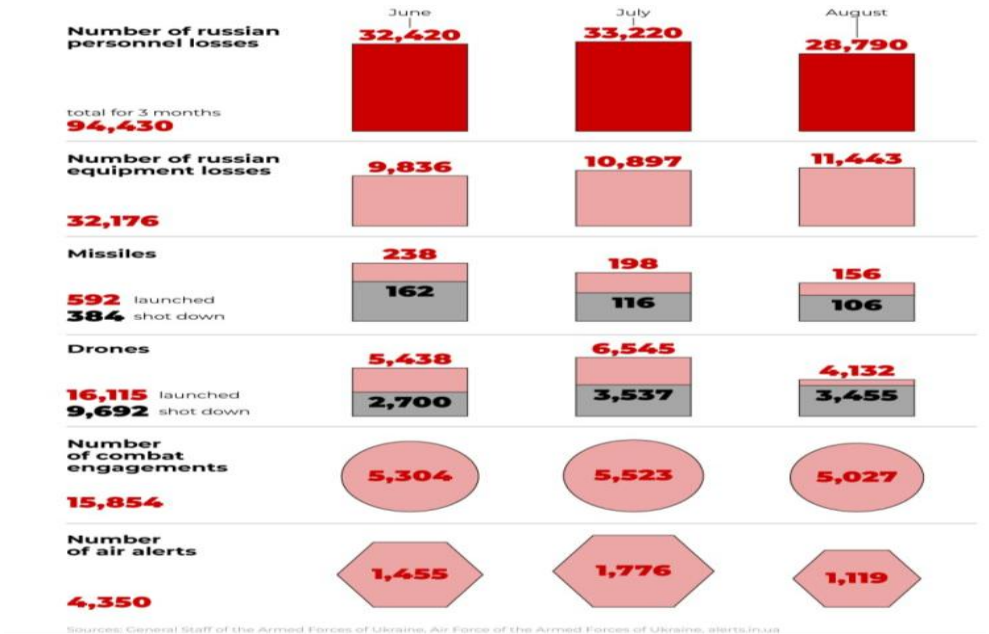 June July August
Number of russian
personnel losses
32,420 33,220 28,790
total for 3 months
94,430
Number of russian
equipment losses
9,836 10,897 11,443
32,176
Missiles
238 198 156
162 116 106
592 launched
384 shot down
Drones
5,438 6,545 4,132
2,700 3,537 3,455
16,115 launched
9,692 shot down
Number
of combat
engagements
5,304 5,523 5,027
15,854
Number
of air alerts
1,455 1,776 1,119
4,350
Sources: General Staff of the Armed Forces of Ukraine, Air Force of the Armed Forces of Ukraine, alerts.in.ua